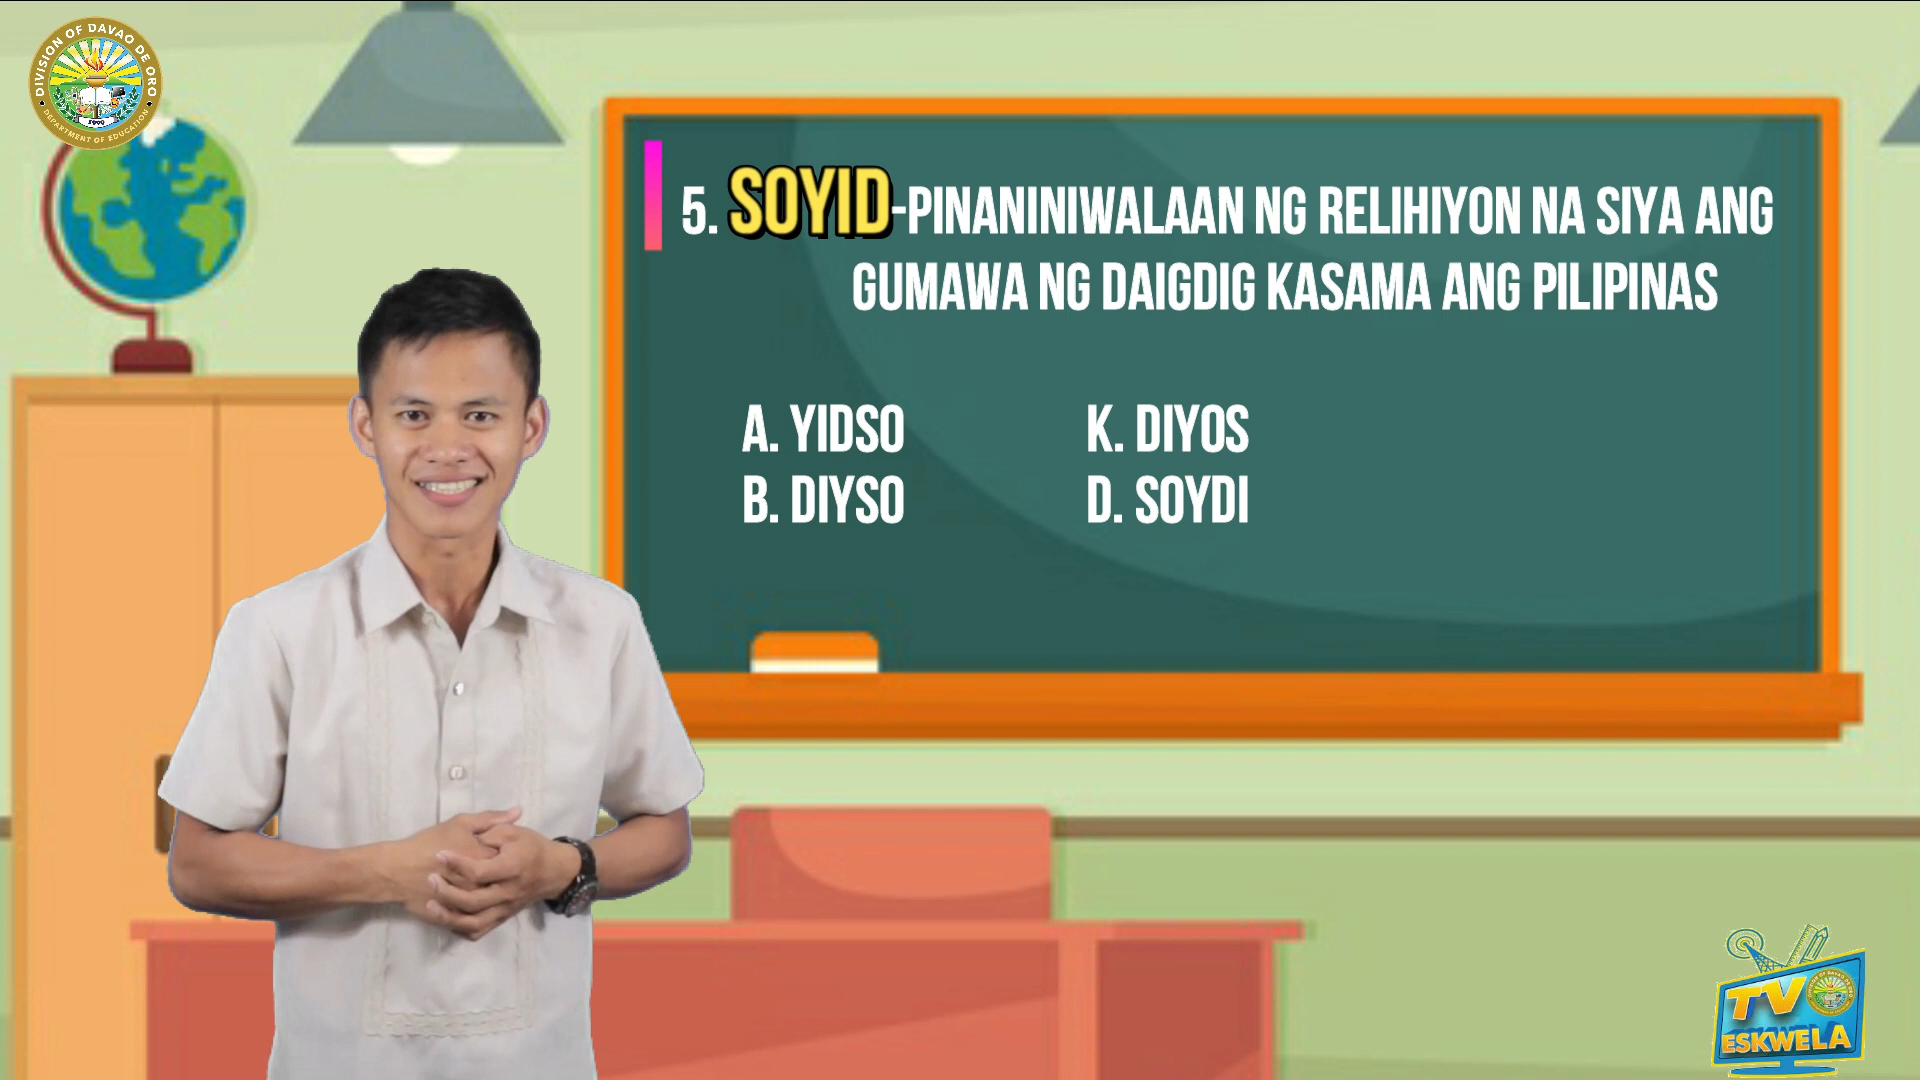 DIVISION OF DAVAO DE ORO
DEPARTMENT OF EDUCATION
5. SOYID-PINANINIWALAAN NG RELIHIYON NA SIYA ANG
GUMAWA NG DAIGDIG KASAMA ANG PILIPINAS
A. YIDSO
K. DIYOS
B. DIYSO
D. SOYDI
TV
ESKWELA